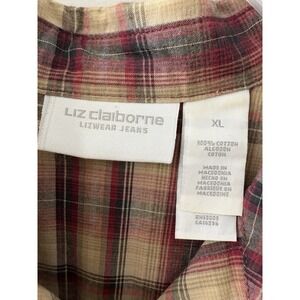 Liz claiborne
LIZWEAR JEANS
XL
100% COTTON
ALGODON
COTON
MADE IN
MACEDONIA
HECHO EN
MACEDONIA
FABRIQUE EN
MACEDOINE